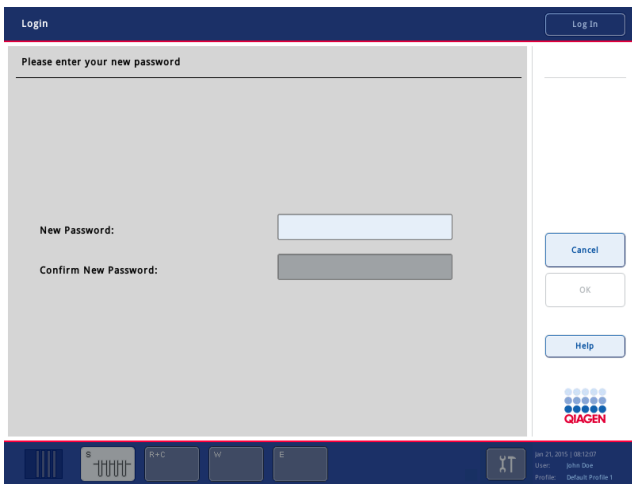 Login
Log In
Please enter your new password
New Password:
Confirm New Password:
Cancel
OK
Help
QIAGEN
S
R+C
W
E
Jan 21, 2015 | 08:12:07
User: John Doe
Profile: Default Profile 1